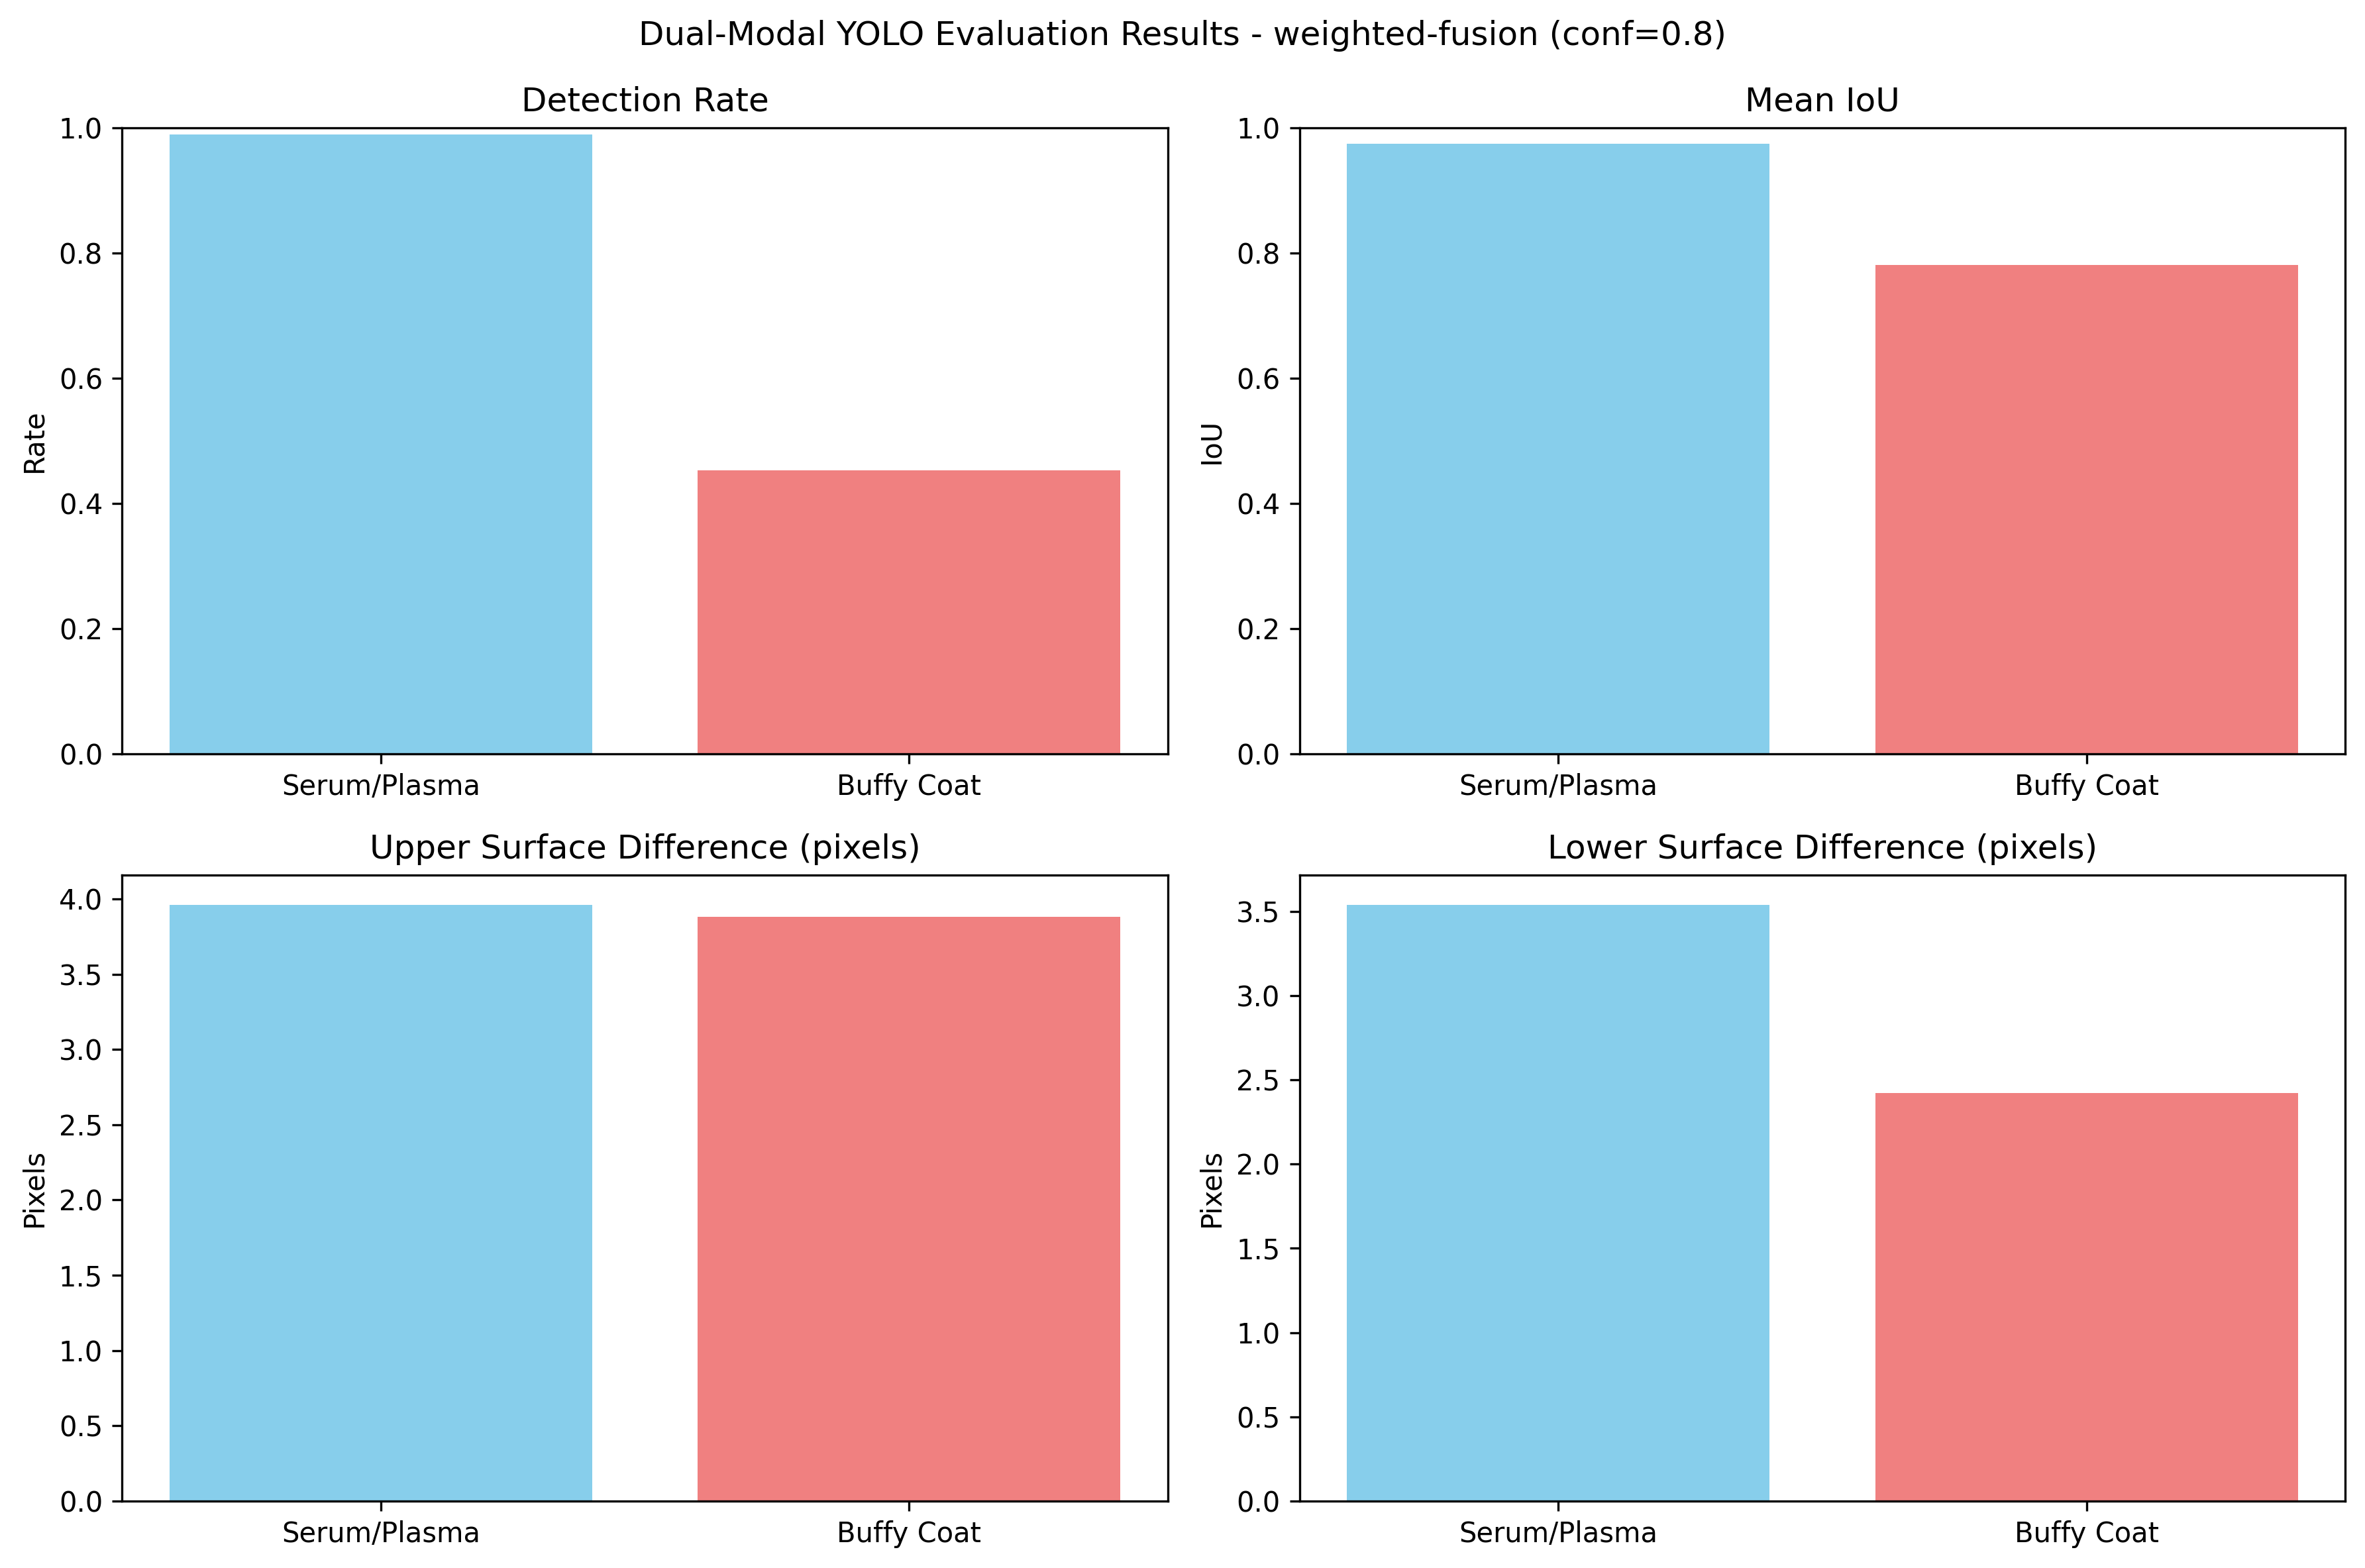 Dual-Modal YOLO Evaluation Results - weighted-fusion (conf=0.8)
Detection Rate
1.0
0.8
0.6
0.4
0.2
0.0
Rate
Serum/Plasma
Buffy Coat
Mean IoU
1.0
0.8
0.6
0.4
0.2
0.0
IoU
Serum/Plasma
Buffy Coat
Upper Surface Difference (pixels)
4.0
3.5
3.0
2.5
2.0
1.5
1.0
0.5
0.0
Pixels
Serum/Plasma
Buffy Coat
Lower Surface Difference (pixels)
3.5
3.0
2.5
2.0
1.5
1.0
0.5
0.0
Pixels
Serum/Plasma
Buffy Coat